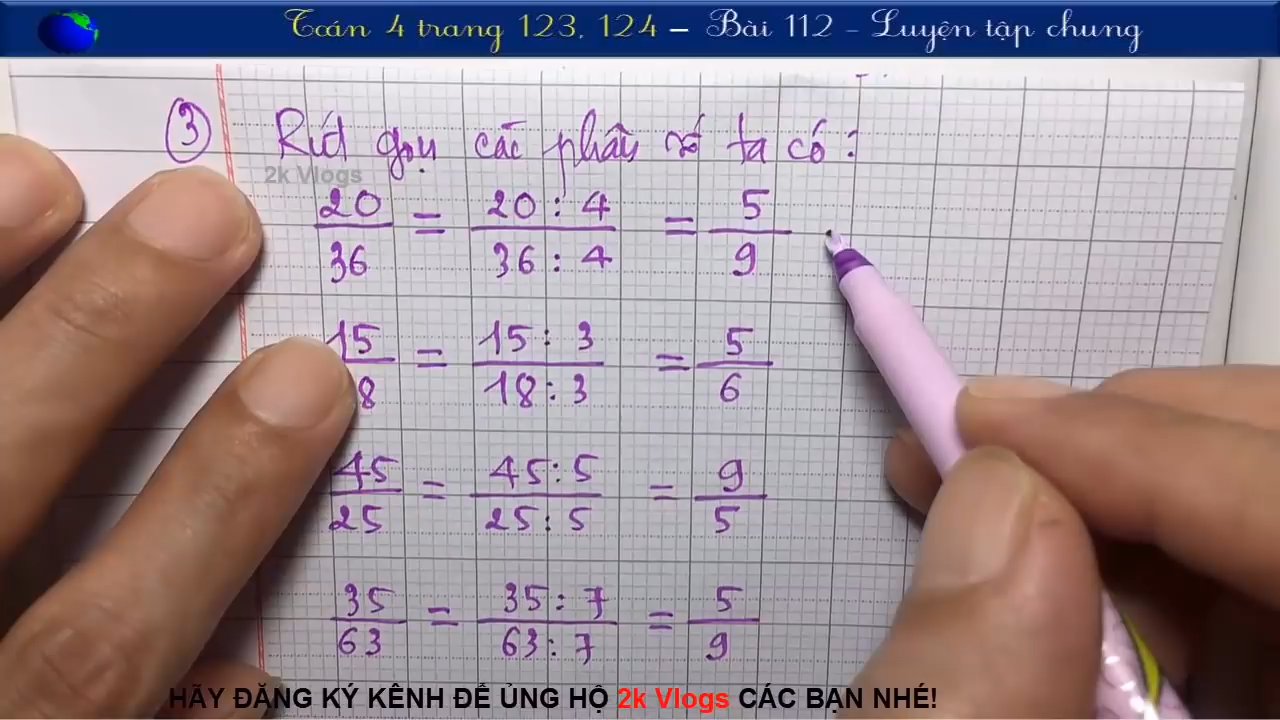 Toán 4 trang 123, 124 – Bài 112 - Luyện tập chung
③ Rút gọn các phân số ta có:
2k Vlogs
20/36 = 20 : 4/36 : 4 = 5/9
15/8 = 15 : 3/18 : 3 = 5/6
45/25 = 45 : 5/25 : 5 = 9/5
35/63 = 35 : 7/63 : 7 = 5/9
HÃY ĐĂNG KÝ KÊNH ĐỂ ỦNG HỘ 2k Vlogs CÁC BẠN NHÉ!